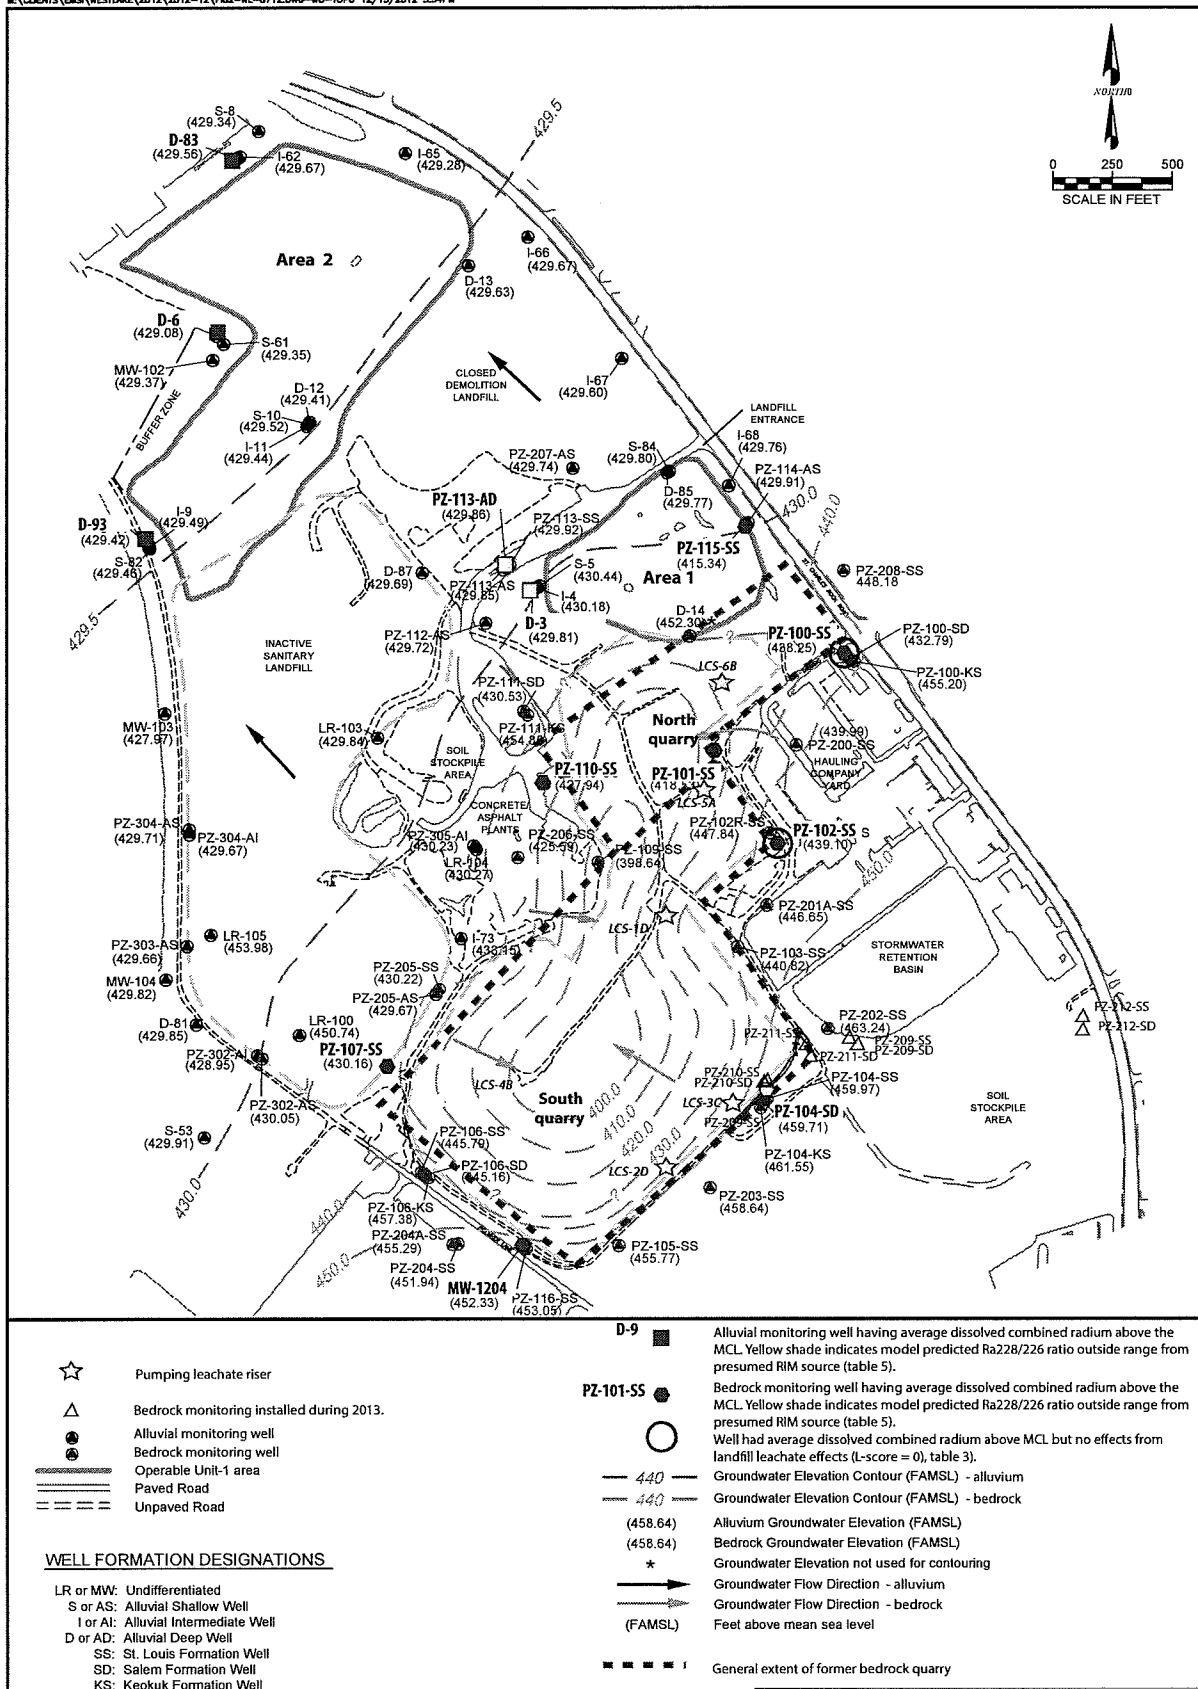 NORTH
0 250 500
SCALE IN FEET
429.5
S-8
(429.34)
D-83
(429.56)
I-62
(429.67)
I-65
(429.28)
Area 2
I-66
(429.67)
D-13
(429.63)
D-6
(429.08)
S-61
(429.35)
MW-102
(429.37)
BUFFER ZONE
D-12
(429.41)
S-10
(429.52)
I-11
(429.44)
CLOSED
DEMOLITION
LANDFILL
I-67
(429.60)
LANDFILL
ENTRANCE
S-84
(429.80)
I-68
(429.76)
PZ-207-AS
(429.74)
D-85
(429.77)
PZ-114-AS
(429.91)
430.0
440.0
PZ-113-AD
(429.86)
PZ-113-SS
(429.92)
I-9
(429.49)
D-93
(429.42)
S-82
(429.46)
PZ-115-SS
(415.34)
ST. CHARLES ROCK ROAD
D-87
(429.69)
PZ-113-AS
(429.85)
S-5
(430.44)
Area 1
I-4
(430.18)
PZ-208-SS
448.18
D-3
(429.81)
D-14
(452.30)*
429.5
PZ-112-AS
(429.72)
INACTIVE
SANITARY
LANDFILL
?
PZ-100-SS
(438.25)
PZ-100-SD
(432.79)
PZ-100-KS
(455.20)
LCS-6B
PZ-111-SD
(430.53)
PZ-111-KS
(454.88)
MW-103
(427.97)
LR-103
(429.84)
SOIL
STOCKPILE
AREA
North
quarry
(439.99)
PZ-200-SS
HAULING
COMPANY
YARD
PZ-110-SS
(427.94)
PZ-101-SS
(418.53)
LCS-5A
CONCRETE/
ASPHALT
PLANTS
PZ-304-AS
(429.71)
PZ-304-AI
(429.67)
PZ-305-AI
(430.23)
PZ-206-SS
(425.59)
LR-104
(430.27)
PZ-109-SS
(398.64)
PZ-102R-SS
(447.84)
PZ-102-SS
(439.10)
450.0
PZ-201A-SS
(446.65)
LCS-1D
LR-105
(453.98)
PZ-303-AS
(429.66)
I-73
(433.15)
PZ-103-SS
(440.82)
STORMWATER
RETENTION
BASIN
MW-104
(429.82)
PZ-205-SS
(430.22)
PZ-205-AS
(429.67)
D-81
(429.85)
LR-100
(450.74)
PZ-302-AI
(428.95)
PZ-302-AS
(430.05)
PZ-107-SS
(430.16)
PZ-202-SS
(463.24)
PZ-211-SS
PZ-209-SS
PZ-209-SD
PZ-211-SD
PZ-212-SS
PZ-212-SD
PZ-210-SS
PZ-210-SD
PZ-104-SS
(459.97)
LCS-4B
400.0
410.0
420.0
430.0
South
quarry
LCS-3C
PZ-209-SS
PZ-104-SD
(459.71)
PZ-104-KS
(461.55)
SOIL
STOCKPILE
AREA
S-53
(429.91)
PZ-106-SS
(445.79)
PZ-106-SD
(445.16)
LCS-2D
?
?
PZ-203-SS
(458.64)
430.0
440.0
450.0
PZ-106-KS
(457.38)
PZ-204A-SS
(455.29)
PZ-204-SS
(451.94)
MW-1204
(452.33)
PZ-116-SS
(453.05)
PZ-105-SS
(455.77)
Pumping leachate riser
Bedrock monitoring installed during 2013.
Alluvial monitoring well
Bedrock monitoring well
Operable Unit-1 area
Paved Road
Unpaved Road
WELL FORMATION DESIGNATIONS
LR or MW: Undifferentiated
S or AS: Alluvial Shallow Well
I or AI: Alluvial Intermediate Well
D or AD: Alluvial Deep Well
SS: St. Louis Formation Well
SD: Salem Formation Well
KS: Keokuk Formation Well
D-9
Alluvial monitoring well having average dissolved combined radium above the
MCL. Yellow shade indicates model predicted Ra228/226 ratio outside range from
presumed RIM source (table 5).
PZ-101-SS
Bedrock monitoring well having average dissolved combined radium above the
MCL. Yellow shade indicates model predicted Ra228/226 ratio outside range from
presumed RIM source (table 5).
Well had average dissolved combined radium above MCL but no effects from
landfill leachate effects (L-score = 0), table 3).
440 Groundwater Elevation Contour (FAMSL) - alluvium
440 Groundwater Elevation Contour (FAMSL) - bedrock
(458.64) Alluvium Groundwater Elevation (FAMSL)
(458.64) Bedrock Groundwater Elevation (FAMSL)
* Groundwater Elevation not used for contouring
Groundwater Flow Direction - alluvium
Groundwater Flow Direction - bedrock
(FAMSL) Feet above mean sea level
General extent of former bedrock quarry